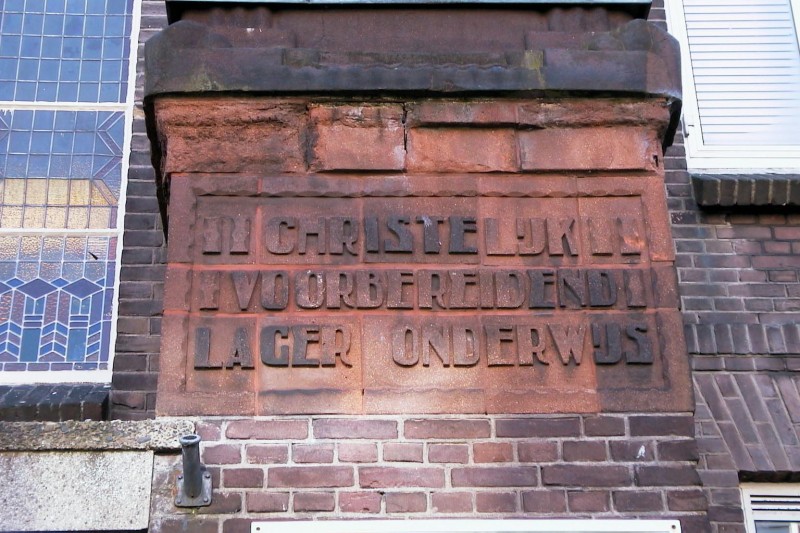 CHRISTELIJK
VOORBEREIDEND
LAGER ONDERWIJS